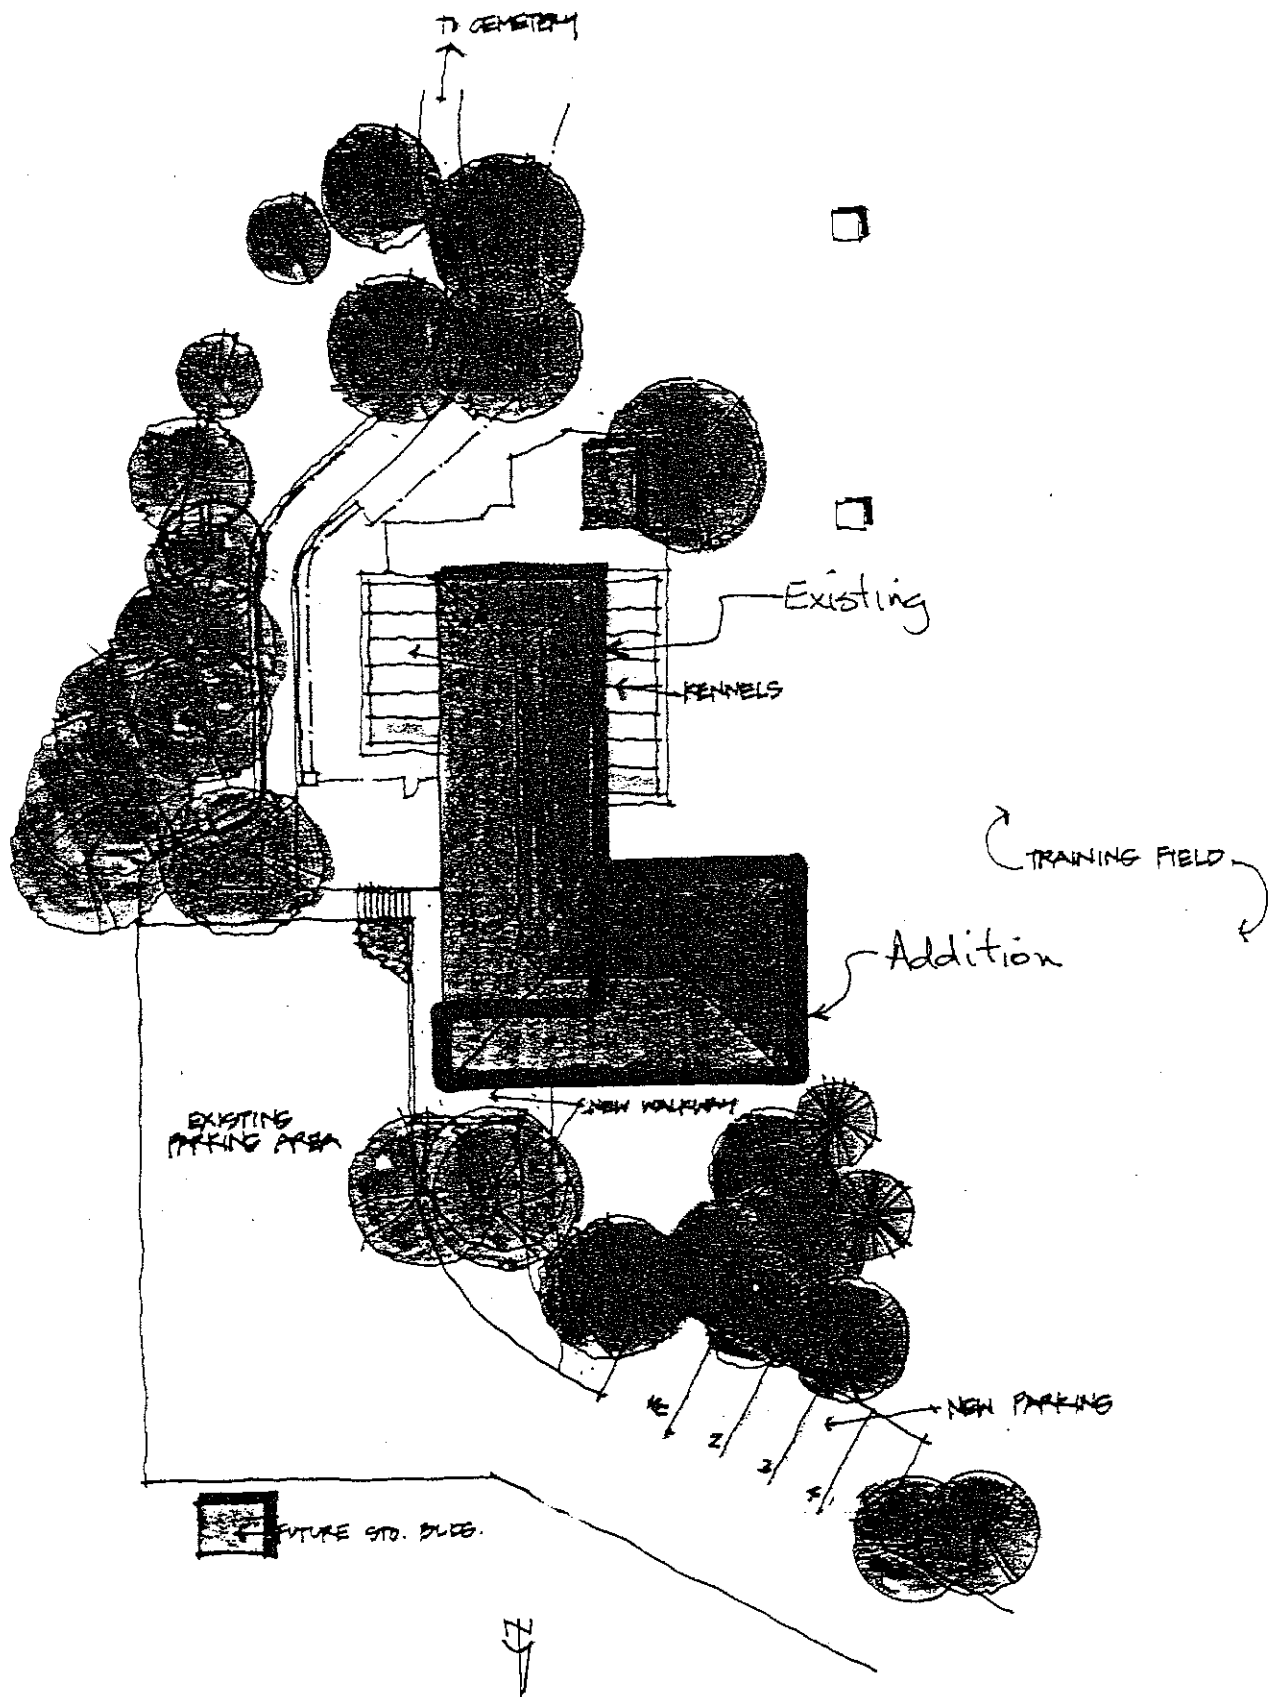 TO CEMETERY
Existing
KENNELS
TRAINING FIELD
Addition
NEW WALKWAY
EXISTING
PARKING AREA
NEW PARKING
2
3
4
FUTURE STO. BLDG.
N